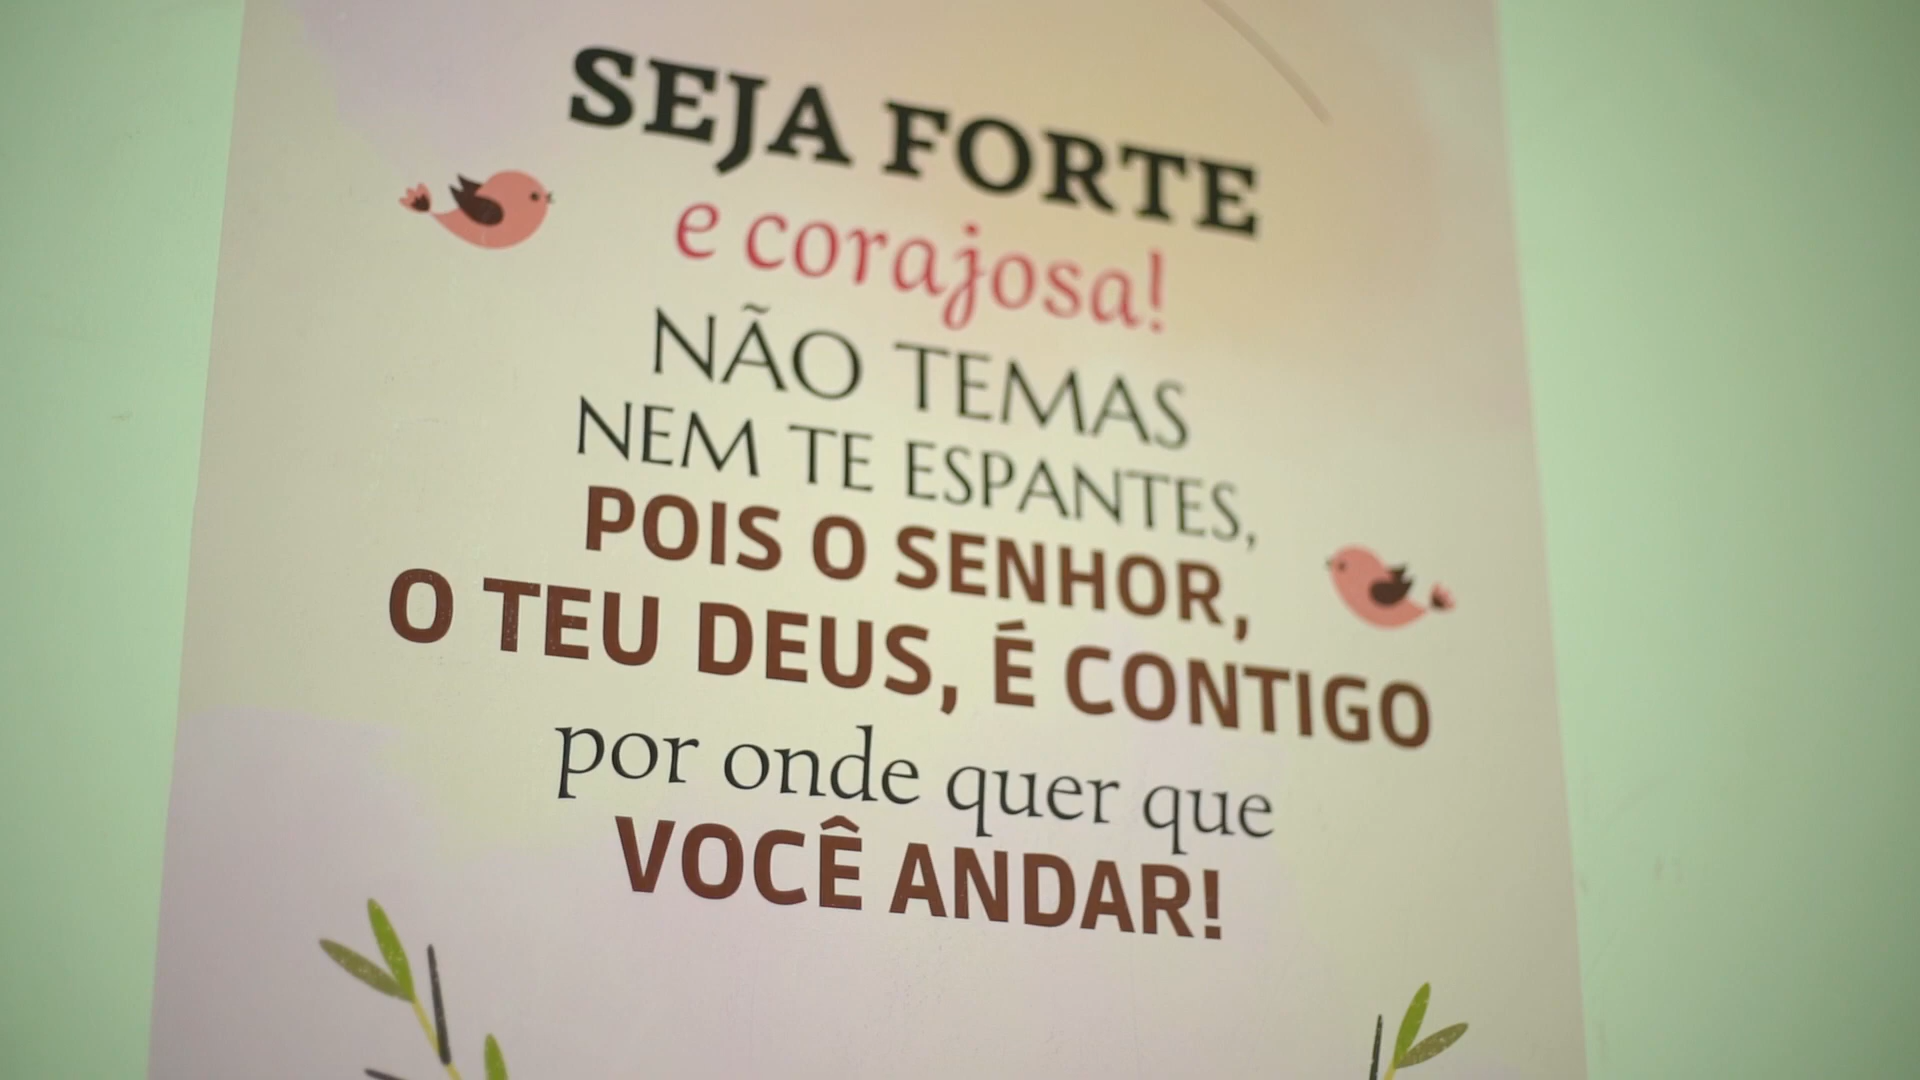 SEJA FORTE
e corajosa!
NÃO TEMAS
NEM TE ESPANTES,
POIS O SENHOR,
O TEU DEUS, É CONTIGO
por onde quer que
VOCÊ ANDAR!